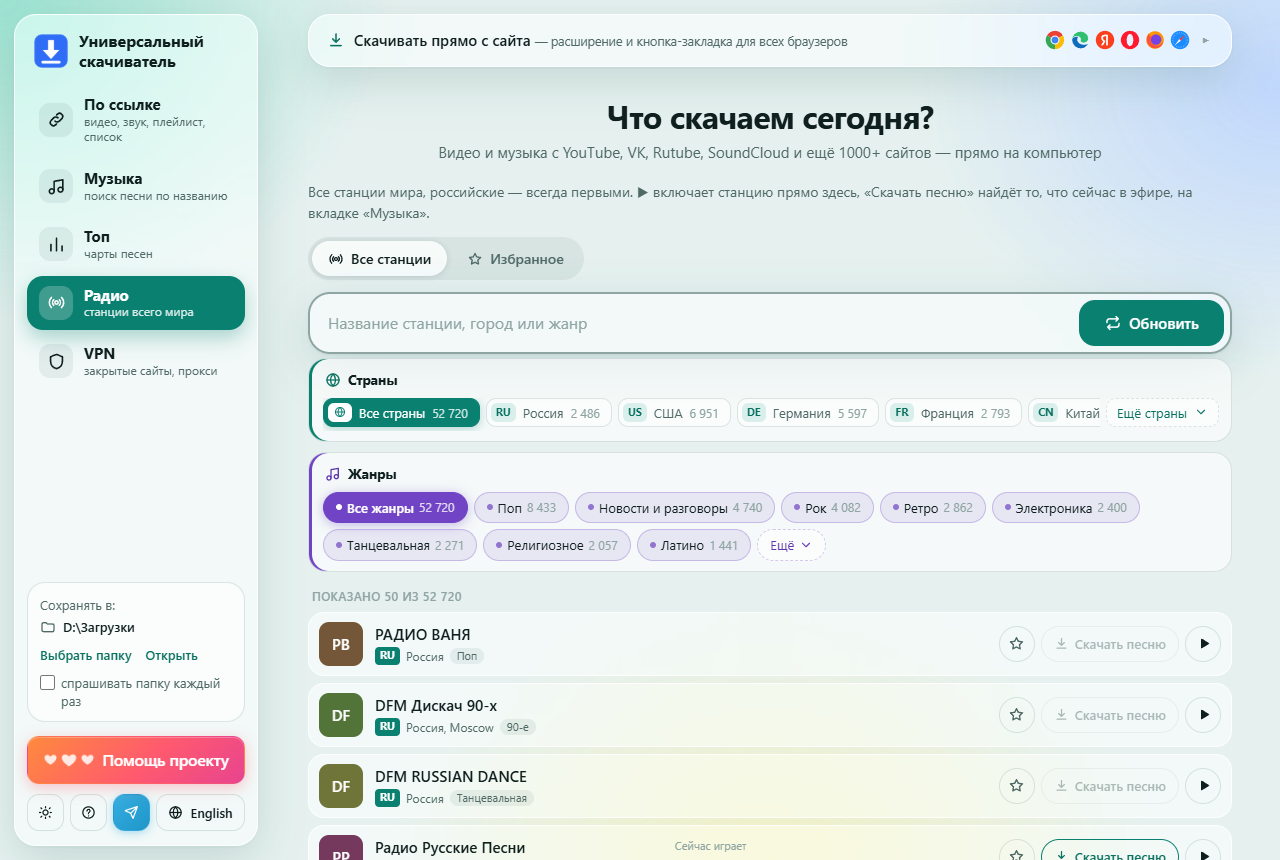 Универсальный
скачиватель
По ссылке
видео, звук, плейлист,
список
Музыка
поиск песни по названию
Топ
чарты песен
Радио
станции всего мира
VPN
закрытые сайты, прокси
Сохранять в:
D:\Загрузки
Выбрать папку Открыть
спрашивать папку каждый
раз
Помощь проекту
English
Скачивать прямо с сайта — расширение и кнопка-закладка для всех браузеров
Что скачаем сегодня?
Видео и музыка с YouTube, VK, Rutube, SoundCloud и ещё 1000+ сайтов — прямо на компьютер
Все станции мира, российские — всегда первыми. ▶ включает станцию прямо здесь, «Скачать песню» найдёт то, что сейчас в эфире, на
вкладке «Музыка».
Все станции Избранное
Название станции, город или жанр Обновить
Страны
Все страны 52 720 RU Россия 2 486 US США 6 951 DE Германия 5 597 FR Франция 2 793 CN Китай Ещё страны
Жанры
Все жанры 52 720 Поп 8 433 Новости и разговоры 4 740 Рок 4 082 Ретро 2 862 Электроника 2 400
Танцевальная 2 271 Религиозное 2 057 Латино 1 441 Ещё
ПОКАЗАНО 50 ИЗ 52 720
РВ РАДИО ВАНЯ
RU Россия Поп Скачать песню
DF DFM Дискач 90-х
RU Россия, Moscow 90-е Скачать песню
DF DFM RUSSIAN DANCE
RU Россия Танцевальная Скачать песню
РР Радио Русские Песни Сейчас играет Скачать песню